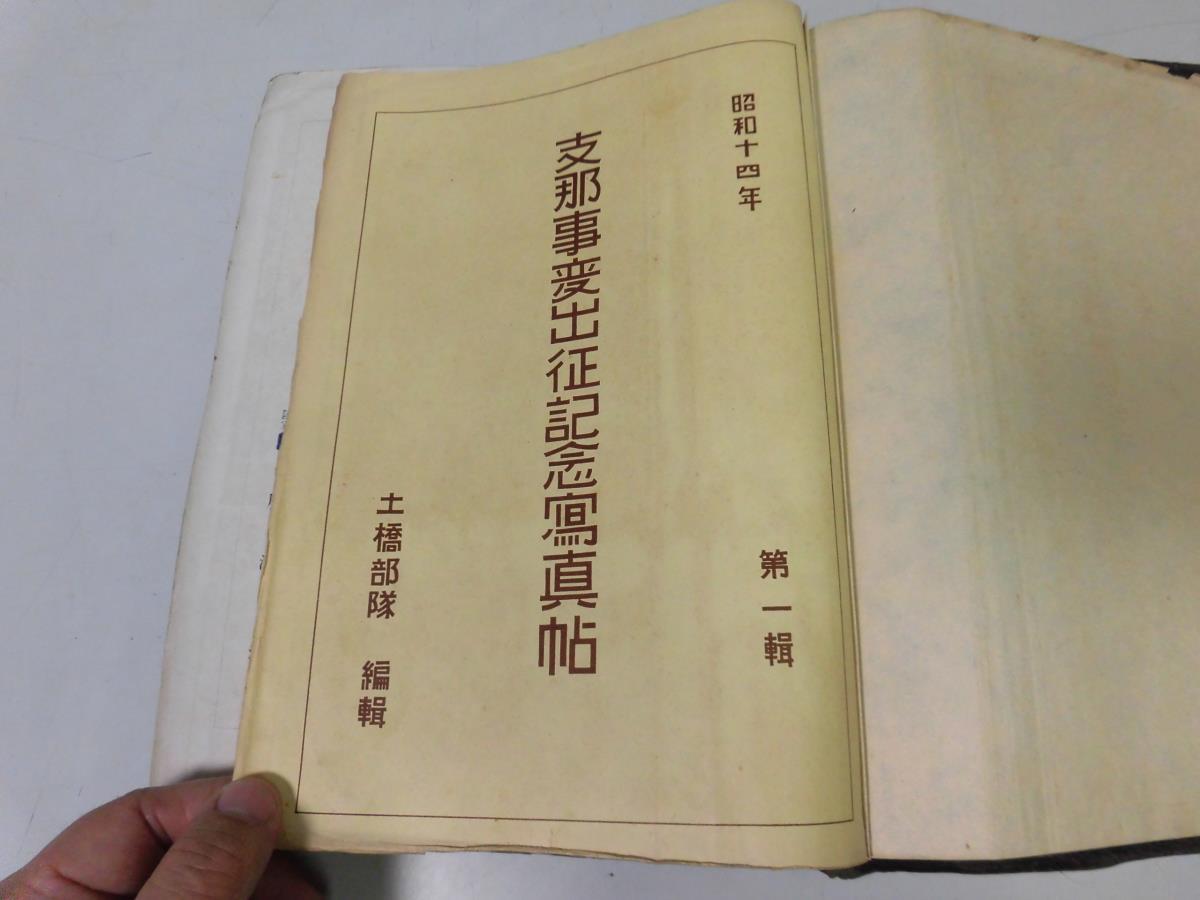 昭和十四年
第一輯
支那事変出征記念寫真帖
土橋部隊 編輯